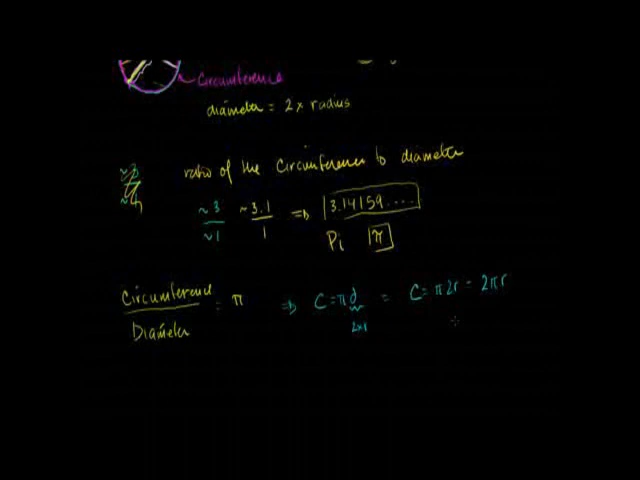 Circumference
diameter = 2 x radius
ratio of the Circumference to diameter
~3 ~3.1 => 3.14159....
~1 1
Pi π
Circumference = π => C = πd = C = π2r = 2πr
Diameter 2xr